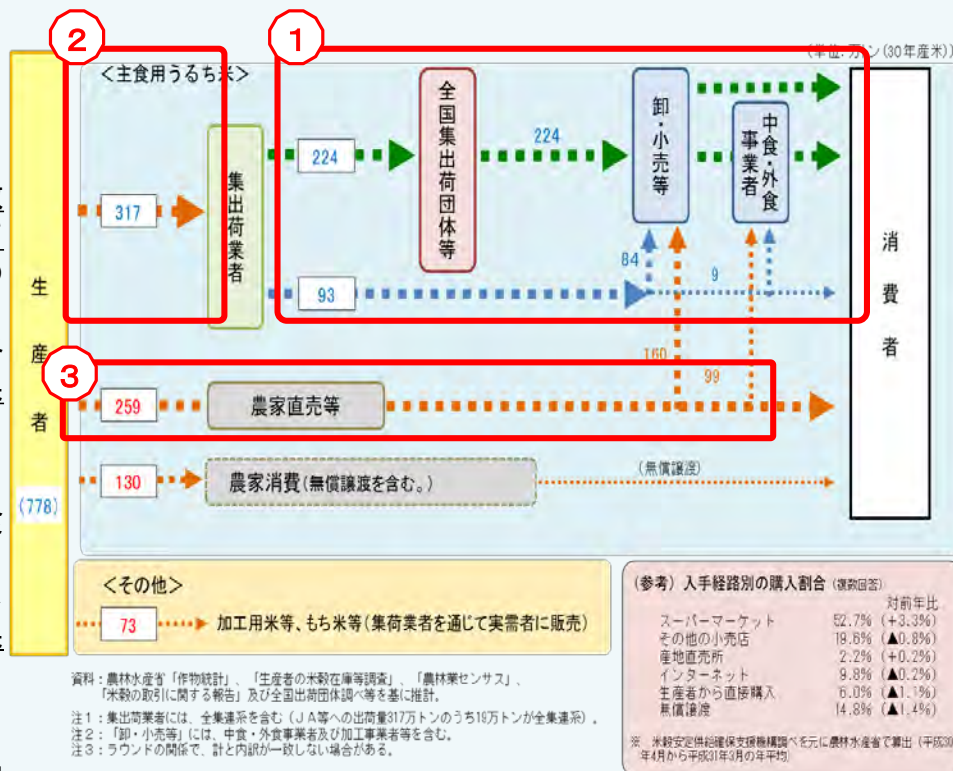 ②
①
(単位:万トン(30年産米))
<主食用うるち米>
生産者
(778)
317
集出荷業者
224
全国集出荷団体等
224
卸・小売等
中食・外食事業者
消費者
93
84
9
160
99
③
259
農家直売等
130
農家消費(無償譲渡を含む。)
(無償譲渡)
<その他>
73
加工用米等、もち米等(集荷業者を通じて実需者に販売)
資料:農林水産省「作物統計」、「生産者の米穀在庫等調査」、「農林業センサス」、
「米穀の取引に関する報告」及び全国出荷団体調べ等を基に推計。
注1:集出荷業者には、全集連系を含む(JA等への出荷量317万トンのうち18万トンが全集連系)。
注2:「卸・小売等」には、中食・外食事業者及び加工事業者等を含む。
注3:ラウンドの関係で、計と内訳が一致しない場合がある。
(参考)入手経路別の購入割合(複数回答)
対前年比
スーパーマーケット 52.7% (+3.3%)
その他の小売店 19.6% (▲0.8%)
産地直売所 2.2% (+0.2%)
インターネット 9.8% (▲0.2%)
生産者から直接購入 6.0% (▲1.1%)
無償譲渡 14.8% (▲1.4%)
※ 米穀安定供給確保支援機構調べを元に農林水産省で算出(平成30
年4月から平成31年3月の年平均)